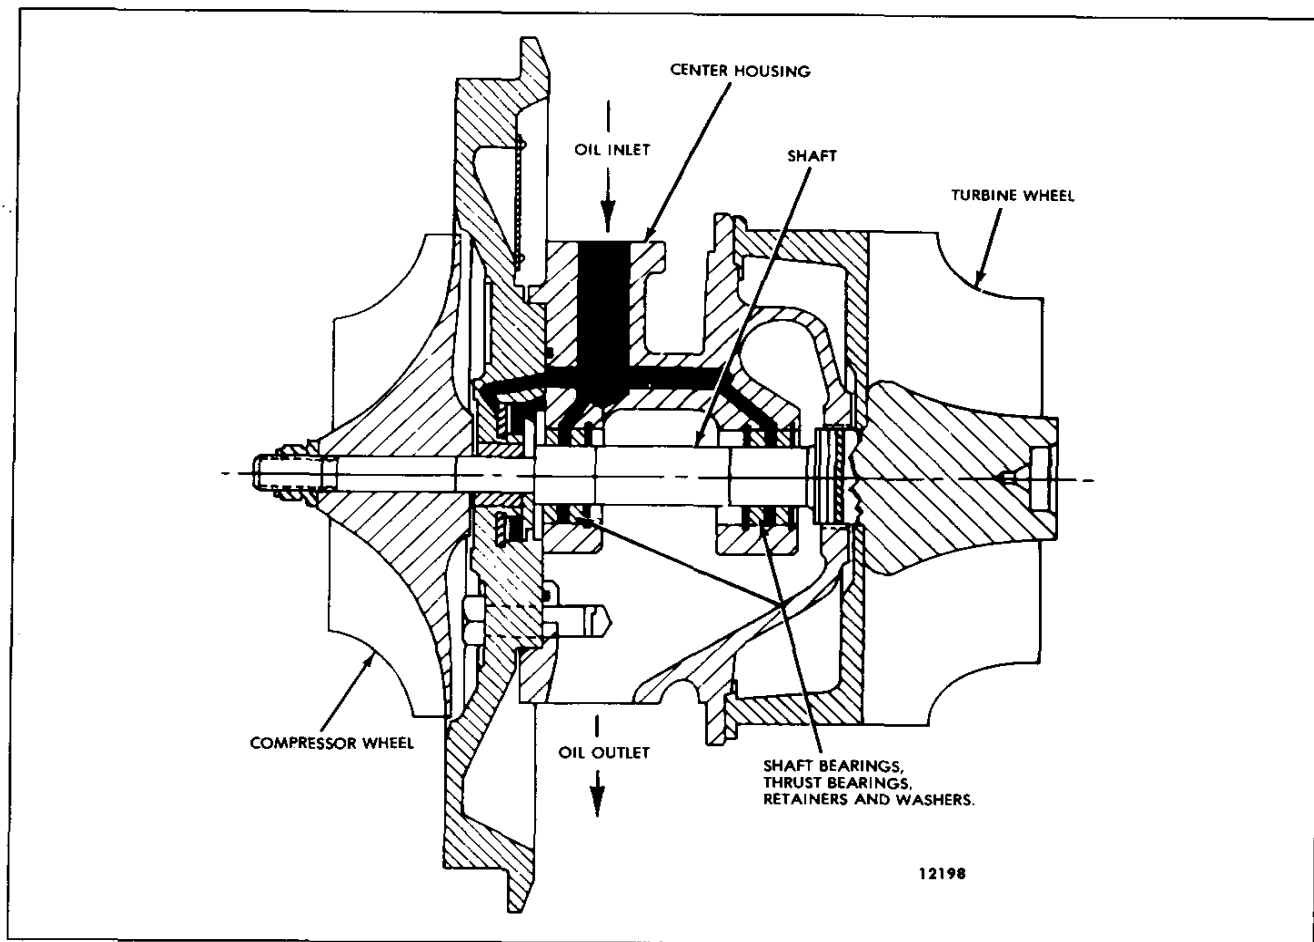 CENTER HOUSING
OIL INLET
SHAFT
TURBINE WHEEL
COMPRESSOR WHEEL
OIL OUTLET
SHAFT BEARINGS,
THRUST BEARINGS,
RETAINERS AND WASHERS.
12198